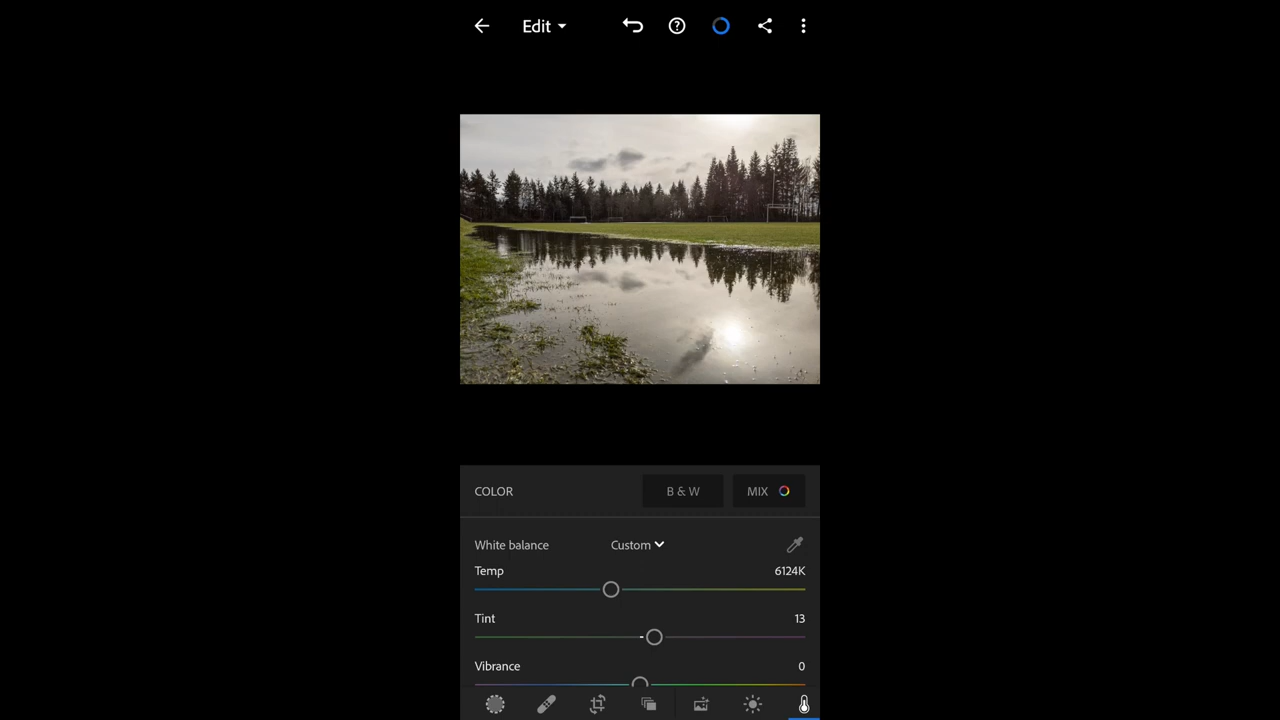 Edit
COLOR B & W MIX
White balance Custom
Temp 6124K
Tint 13
Vibrance 0